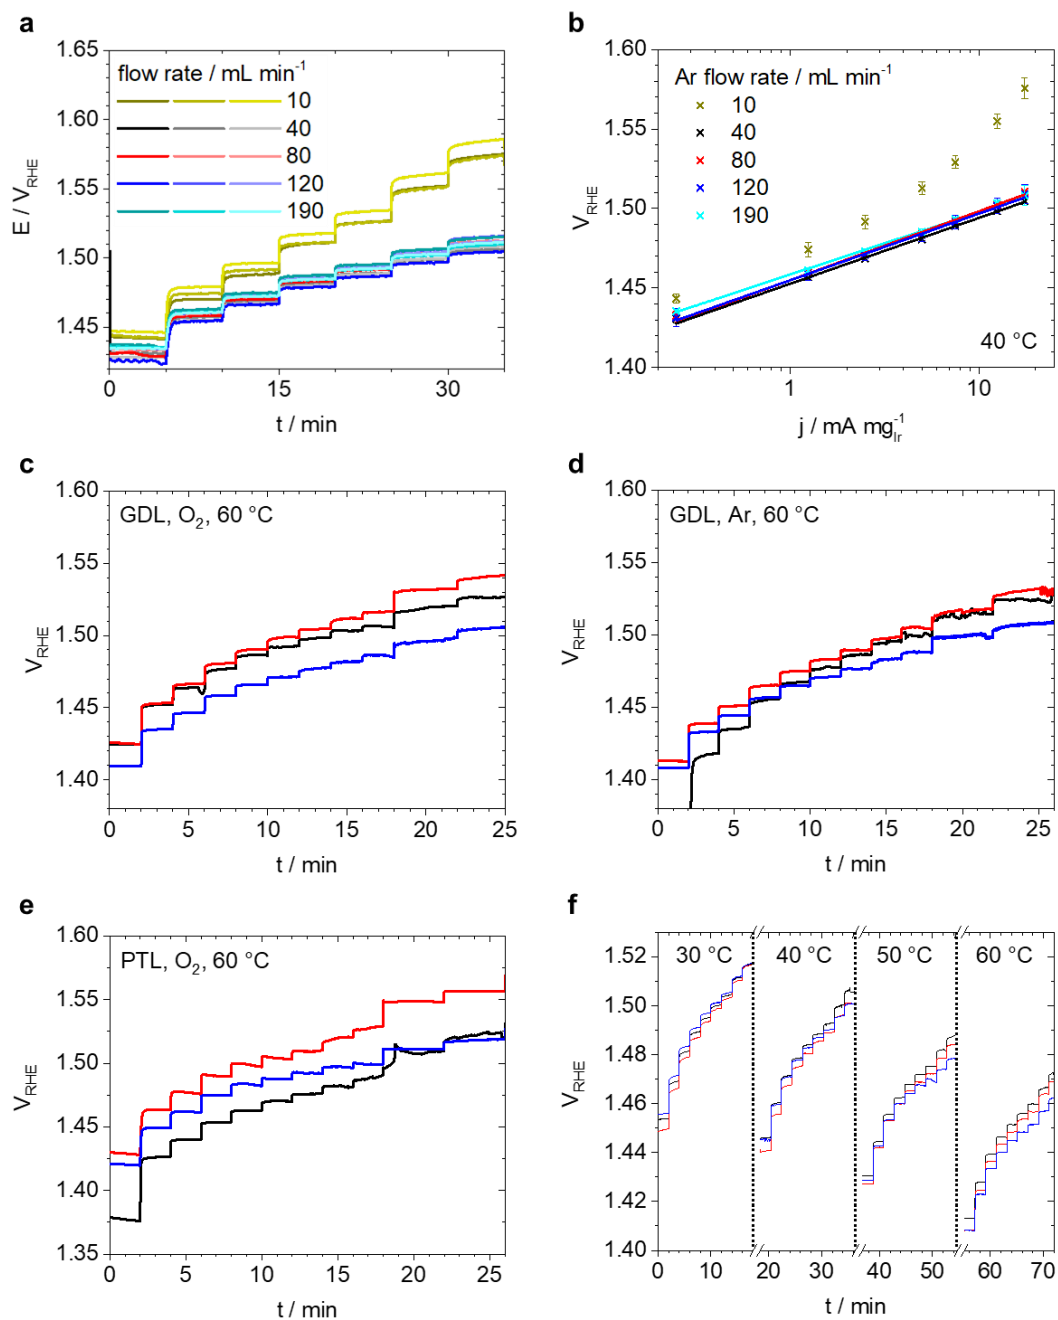 a
flow rate / mL min⁻¹
10
40
80
120
190
1.65
1.60
1.55
1.50
1.45
E / V_RHE
0 15 30
t / min
b
Ar flow rate / mL min⁻¹
10
40
80
120
190
1.60
1.55
1.50
1.45
1.40
V_RHE
40 °C
1 10
j / mA mg_Ir⁻¹
c
GDL, O₂, 60 °C
1.60
1.55
1.50
1.45
1.40
V_RHE
0 5 10 15 20 25
t / min
d
GDL, Ar, 60 °C
1.60
1.55
1.50
1.45
1.40
V_RHE
0 5 10 15 20 25
t / min
e
PTL, O₂, 60 °C
1.60
1.55
1.50
1.45
1.40
1.35
V_RHE
0 5 10 15 20 25
t / min
f
30 °C 40 °C 50 °C 60 °C
1.52
1.50
1.48
1.46
1.44
1.42
1.40
V_RHE
0 10 20 30 40 50 60 70
t / min